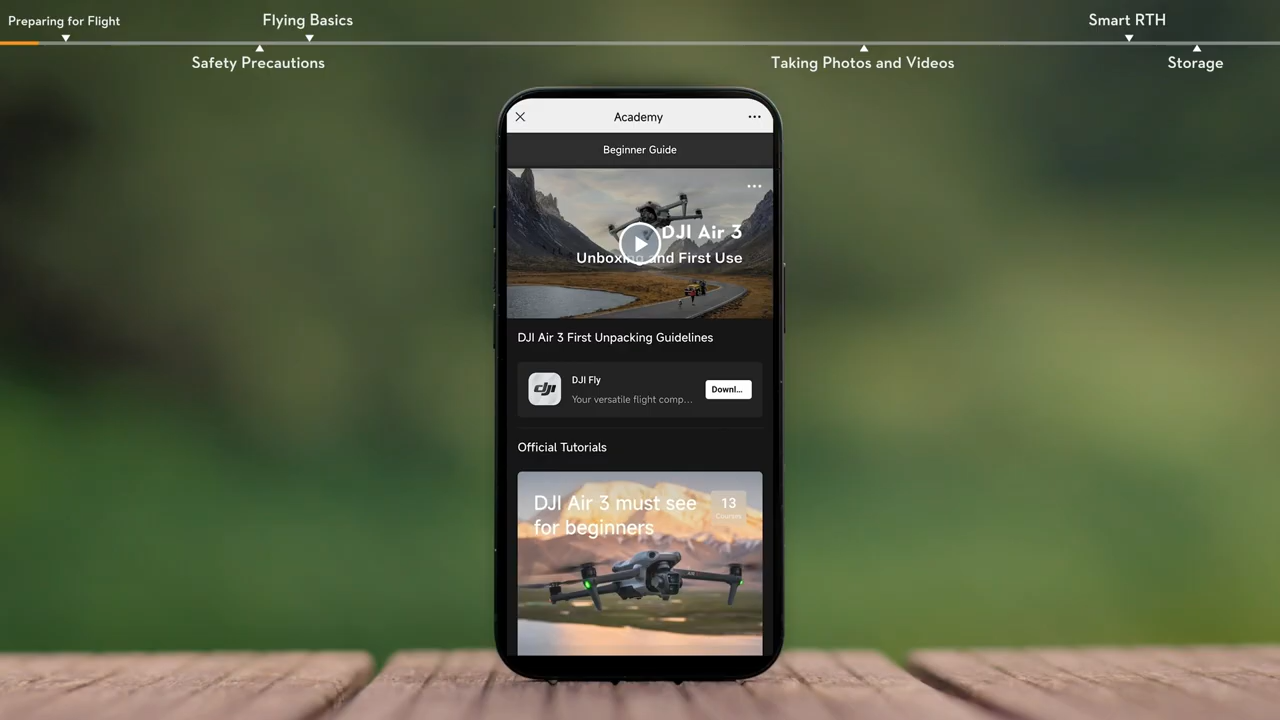 Preparing for Flight
Flying Basics
Smart RTH
Safety Precautions
Taking Photos and Videos
Storage
Academy
Beginner Guide
DJI Air 3
Unboxing and First Use
DJI Air 3 First Unpacking Guidelines
dji
DJI Fly
Your versatile flight comp...
Downl...
Official Tutorials
DJI Air 3 must see
for beginners
13
Courses